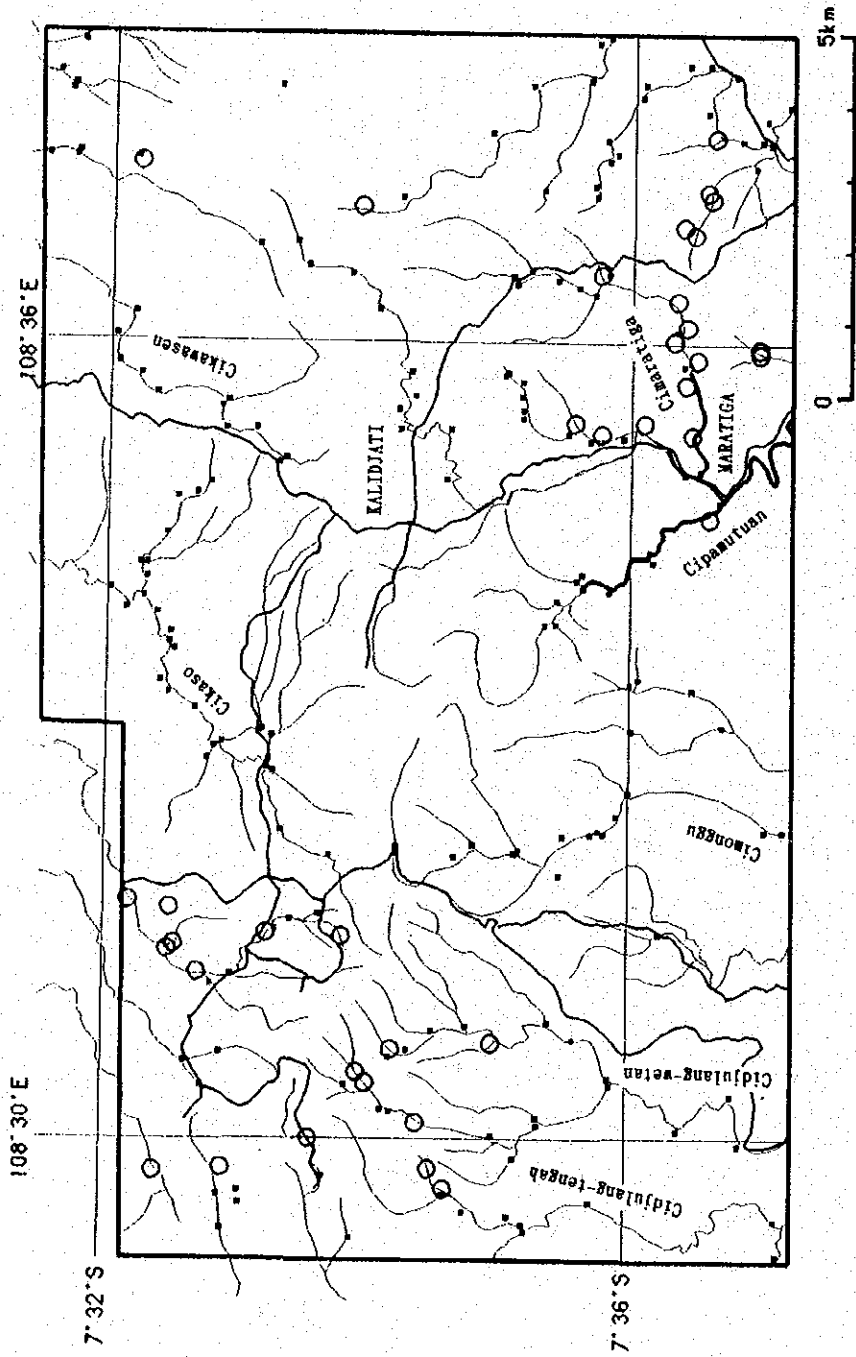 108°30'E
108°36'E
7°32'S
7°36'S
Cikawasen
Cikaso
KALIDJATI
Cimaratiga
MARATIGA
Cipamutuan
Cimonggu
Cidjulang-wetan
Cidjulang-tengah
0
5km